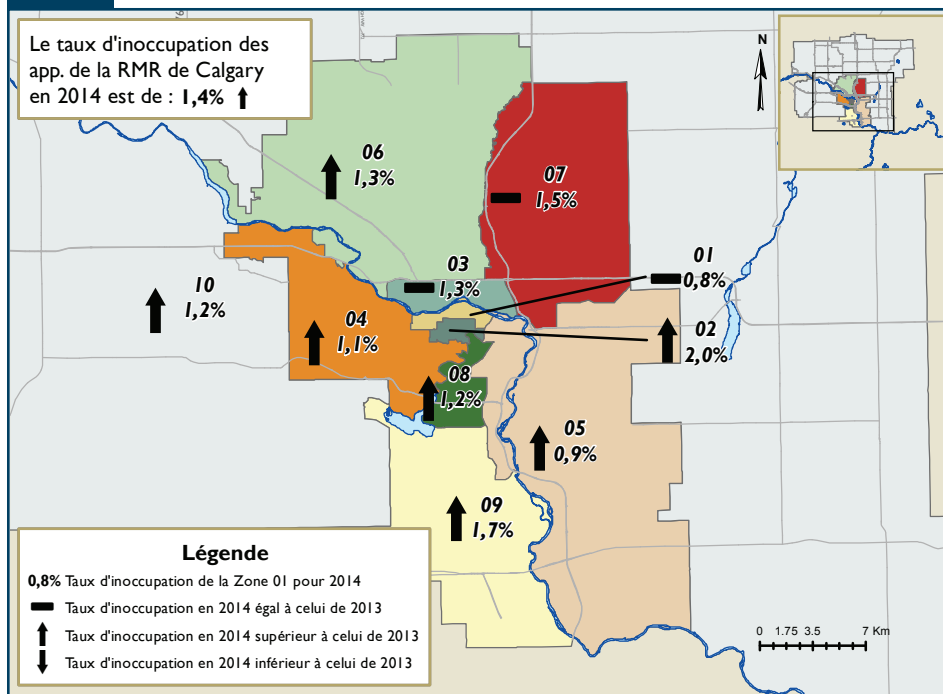 Le taux d'inoccupation des
app. de la RMR de Calgary
en 2014 est de : 1,4%
N
06
1,3%
07
1,5%
01
0,8%
03
1,3%
10
1,2%
04
1,1%
02
2,0%
08
1,2%
05
0,9%
09
1,7%
Légende
0,8% Taux d'inoccupation de la Zone 01 pour 2014
Taux d'inoccupation en 2014 égal à celui de 2013
Taux d'inoccupation en 2014 supérieur à celui de 2013
Taux d'inoccupation en 2014 inférieur à celui de 2013
0 1.75 3.5 7 Km